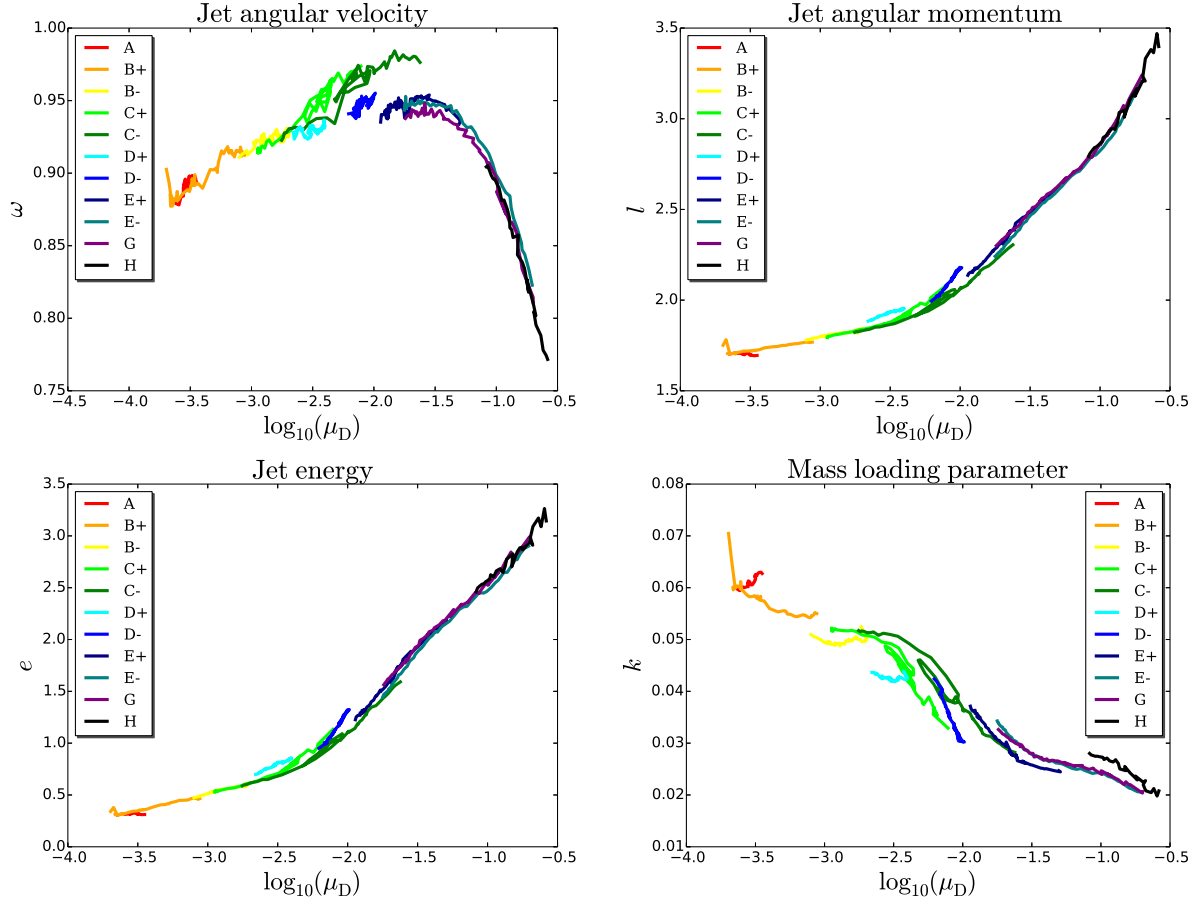 Jet angular velocity
1.00
0.95
0.90
0.85
0.80
0.75
ω
A
B+
B-
C+
C-
D+
D-
E+
E-
G
H
−4.5 −4.0 −3.5 −3.0 −2.5 −2.0 −1.5 −1.0 −0.5
log₁₀(μ_D)
Jet angular momentum
3.5
3.0
2.5
2.0
1.5
l
A
B+
B-
C+
C-
D+
D-
E+
E-
G
H
−4.0 −3.5 −3.0 −2.5 −2.0 −1.5 −1.0 −0.5
log₁₀(μ_D)
Jet energy
3.5
3.0
2.5
2.0
1.5
1.0
0.5
0.0
e
A
B+
B-
C+
C-
D+
D-
E+
E-
G
H
−4.0 −3.5 −3.0 −2.5 −2.0 −1.5 −1.0 −0.5
log₁₀(μ_D)
Mass loading parameter
0.08
0.07
0.06
0.05
0.04
0.03
0.02
0.01
k
A
B+
B-
C+
C-
D+
D-
E+
E-
G
H
−4.0 −3.5 −3.0 −2.5 −2.0 −1.5 −1.0 −0.5
log₁₀(μ_D)